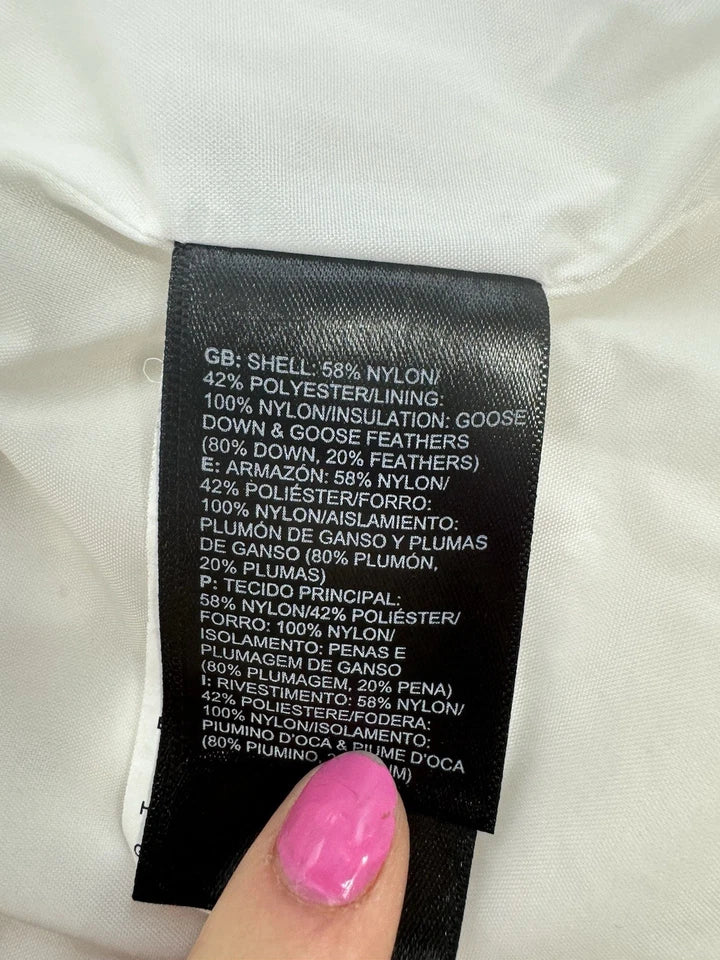 GB: SHELL: 58% NYLON/
42% POLYESTER/LINING:
100% NYLON/INSULATION: GOOSE
DOWN & GOOSE FEATHERS
(80% DOWN, 20% FEATHERS)
E: ARMAZÓN: 58% NYLON/
42% POLIÉSTER/FORRO:
100% NYLON/AISLAMIENTO:
PLUMÓN DE GANSO Y PLUMAS
DE GANSO (80% PLUMÓN,
20% PLUMAS)
P: TECIDO PRINCIPAL:
58% NYLON/42% POLIÉSTER/
FORRO: 100% NYLON/
ISOLAMENTO: PENAS E
PLUMAGEM DE GANSO
(80% PLUMAGEM, 20% PENA)
I: RIVESTIMENTO: 58% NYLON/
42% POLIESTERE/FODERA:
100% NYLON/ISOLAMENTO:
PIUMINO D'OCA & PIUME D'OCA
(80% PIUMINO,